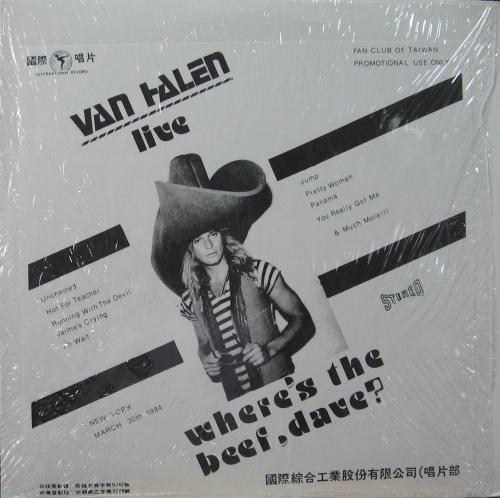 國際 唱片
INTERNATIONAL RECORD
FAN CLUB OF TAIWAN
PROMOTIONAL USE ONLY
VAN HALEN
live
Jump
Pretty Woman
Panama
You Really Got Me
& Much More!!!
Unchained
Hot For Teacher
Running With The Devil
Jaime's Crying
Wait
STEREO
NEW
MARCH 30th 1984
where's the
beef, dave?
國際綜合工業股份有限公司(唱片部